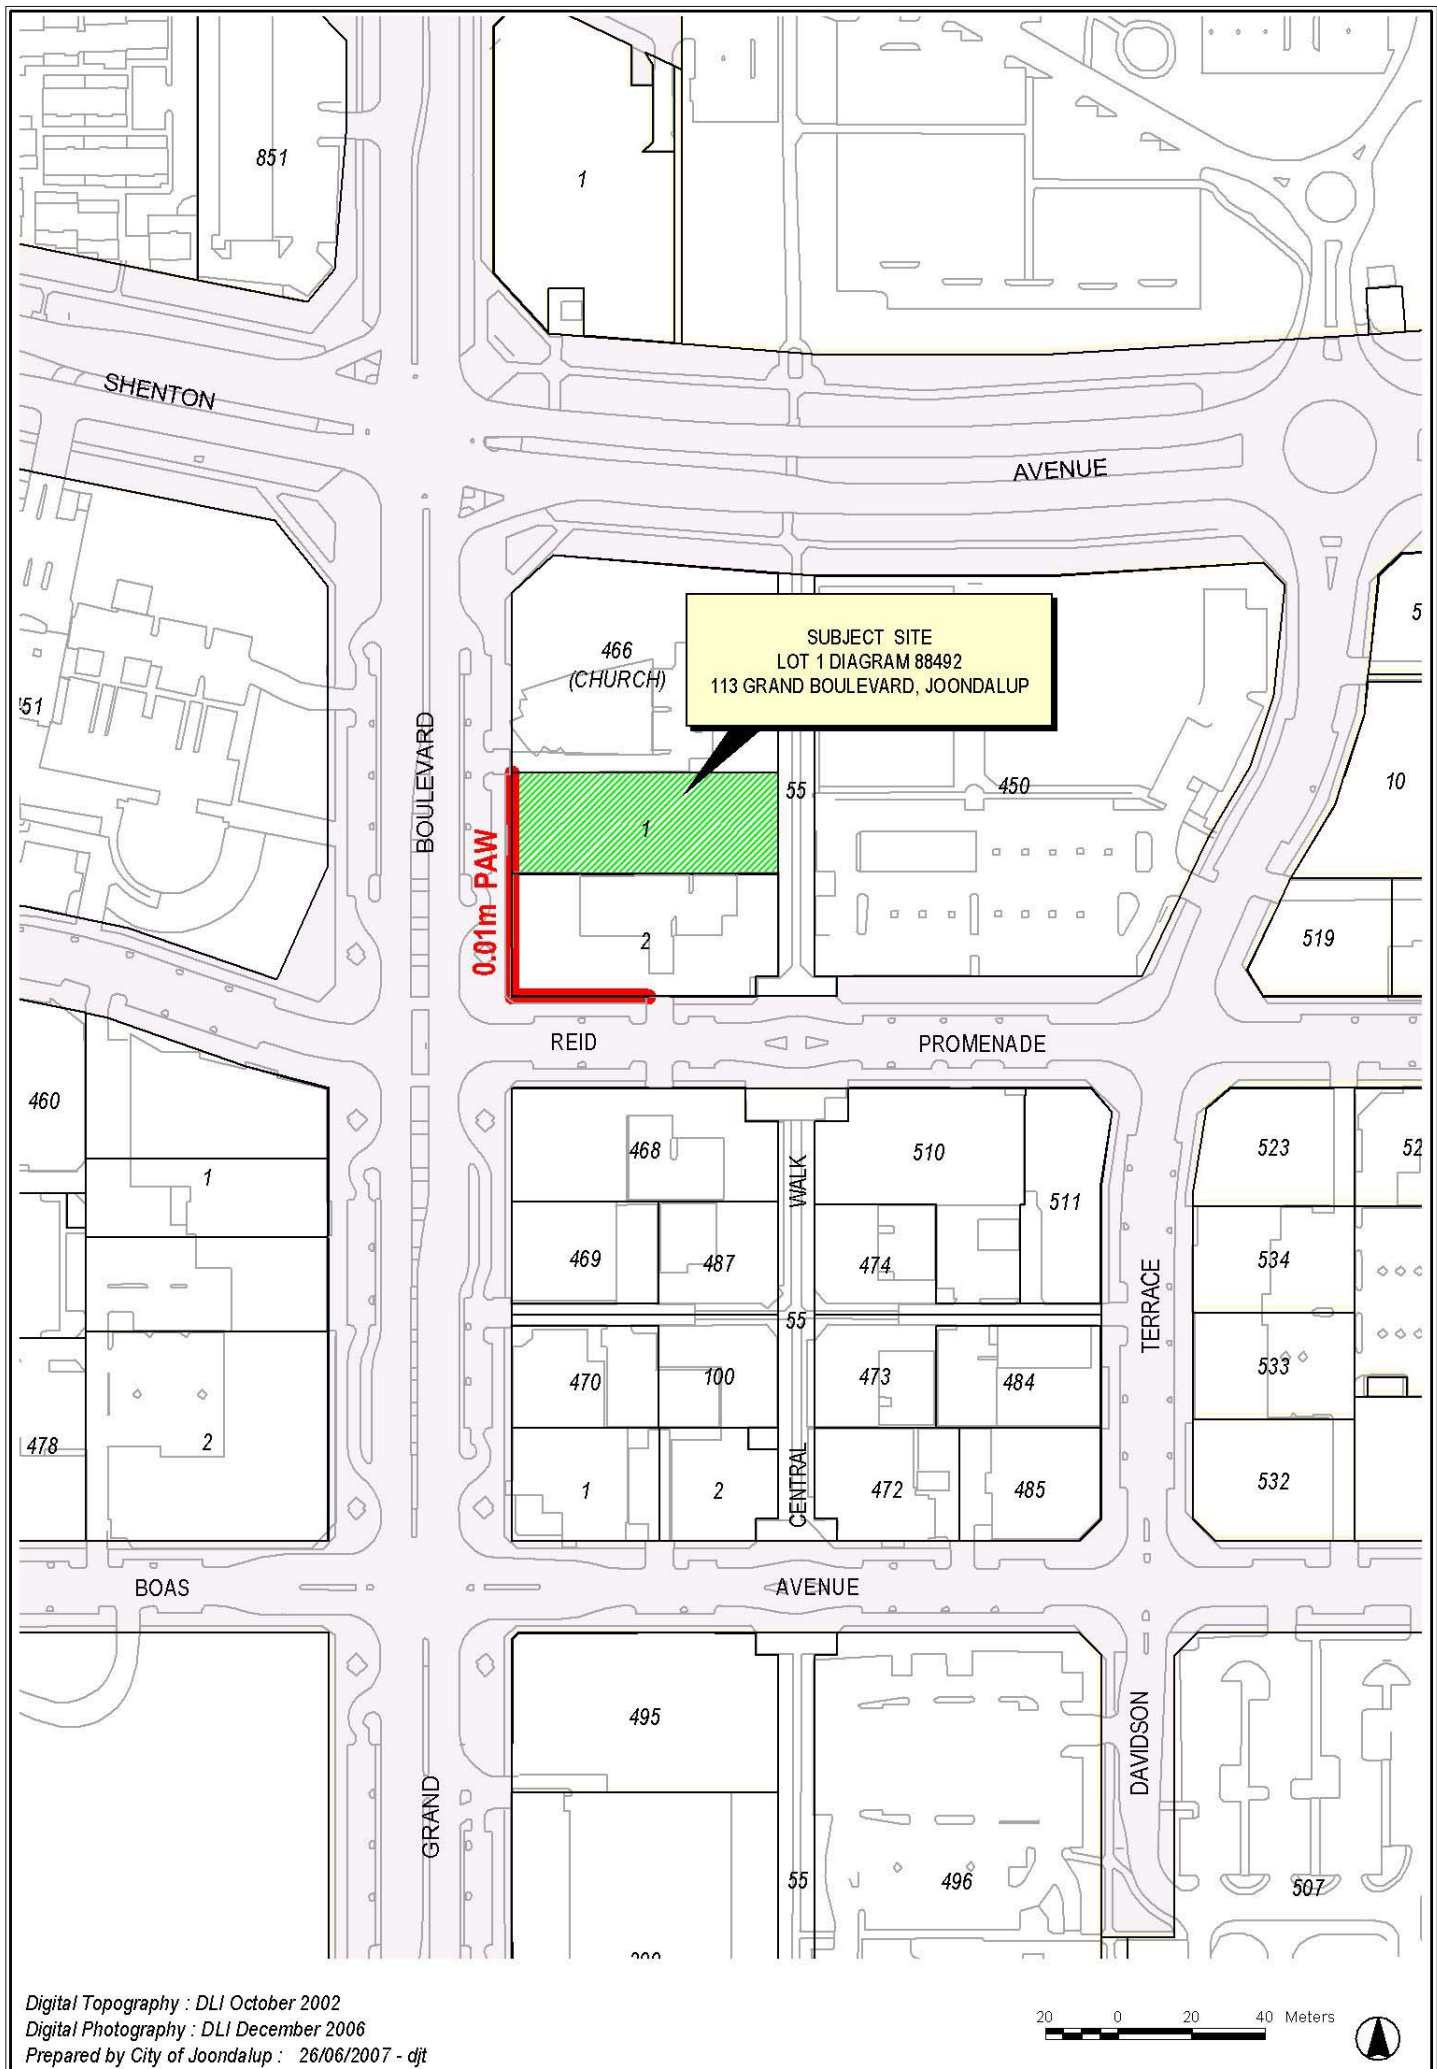 851
1
SHENTON
AVENUE
466
(CHURCH)
SUBJECT SITE
LOT 1 DIAGRAM 88492
113 GRAND BOULEVARD, JOONDALUP
5
451
BOULEVARD
55
450
10
1
0.01m PAW
2
519
REID
PROMENADE
460
1
468
WALK
510
511
523
52
469
487
474
534
55
TERRACE
470
100
473
484
533
478
2
1
2
CENTRAL
472
485
532
BOAS
AVENUE
495
DAVIDSON
GRAND
55
496
507
Digital Topography : DLI October 2002
Digital Photography : DLI December 2006
Prepared by City of Joondalup : 26/06/2007 - djt
20 0 20 40 Meters